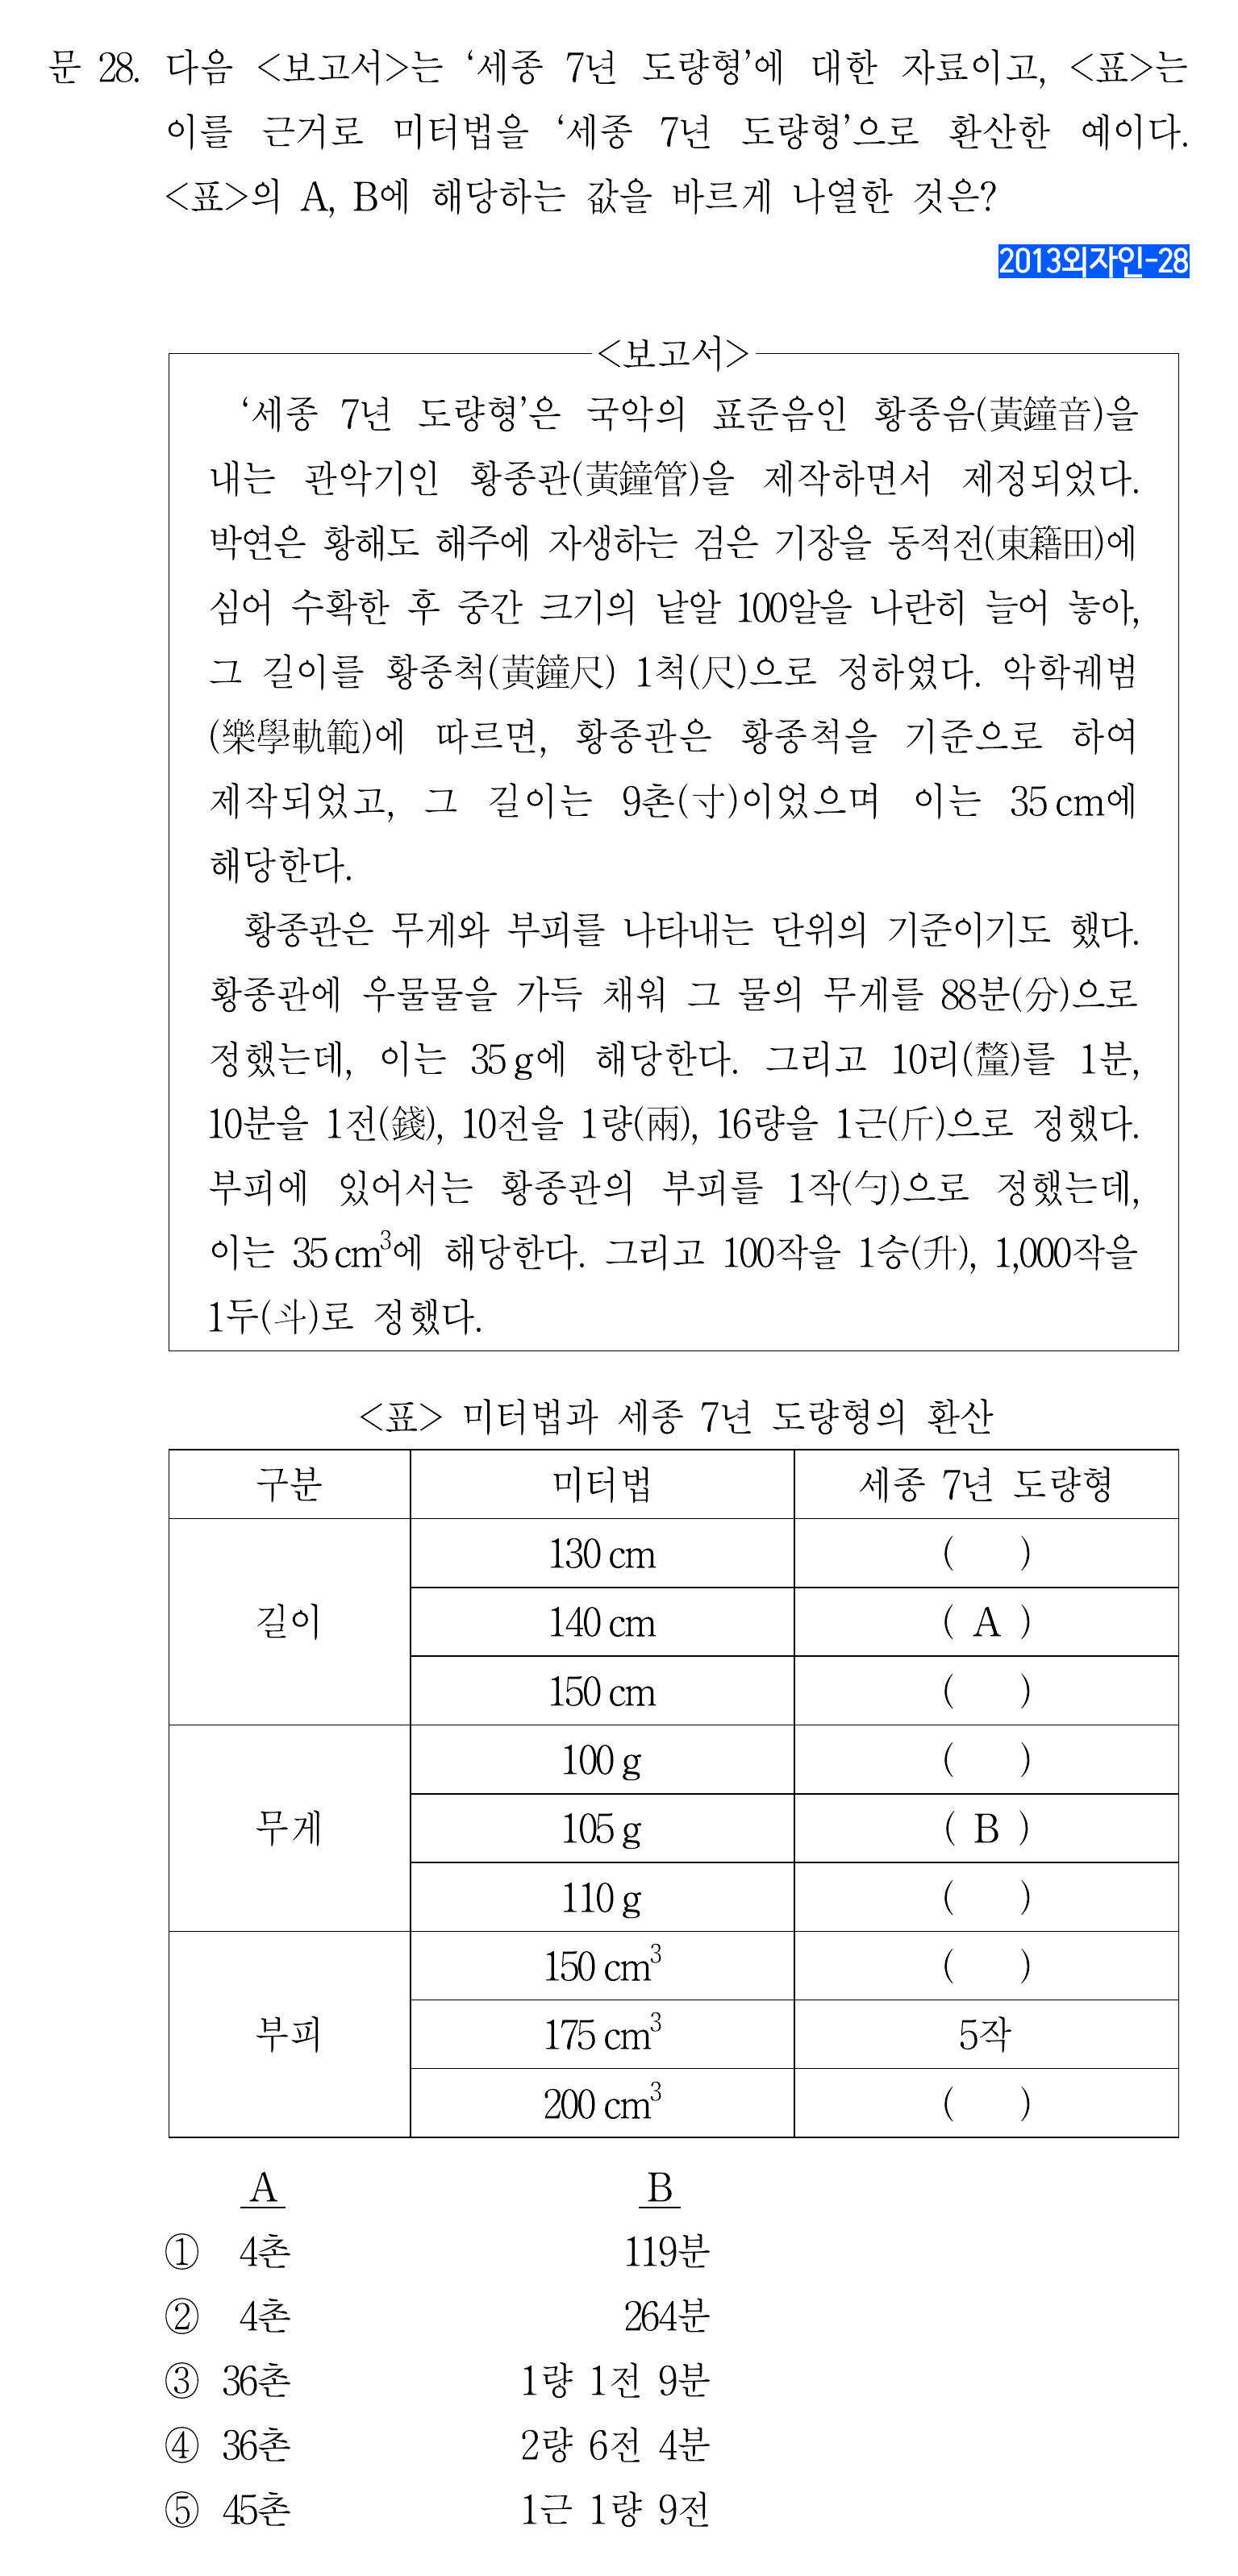 문 28. 다음 <보고서>는 ‘세종 7년 도량형’에 대한 자료이고, <표>는
이를 근거로 미터법을 ‘세종 7년 도량형’으로 환산한 예이다.
<표>의 A, B에 해당하는 값을 바르게 나열한 것은?
2013외자인-28
<보고서>
‘세종 7년 도량형’은 국악의 표준음인 황종음(黃鐘音)을
내는 관악기인 황종관(黃鐘管)을 제작하면서 제정되었다.
박연은 황해도 해주에 자생하는 검은 기장을 동적전(東籍田)에
심어 수확한 후 중간 크기의 낱알 100알을 나란히 늘어 놓아,
그 길이를 황종척(黃鐘尺) 1척(尺)으로 정하였다. 악학궤범
(樂學軌範)에 따르면, 황종관은 황종척을 기준으로 하여
제작되었고, 그 길이는 9촌(寸)이었으며 이는 35 cm에
해당한다.
황종관은 무게와 부피를 나타내는 단위의 기준이기도 했다.
황종관에 우물물을 가득 채워 그 물의 무게를 88분(分)으로
정했는데, 이는 35 g에 해당한다. 그리고 10리(釐)를 1분,
10분을 1전(錢), 10전을 1량(兩), 16량을 1근(斤)으로 정했다.
부피에 있어서는 황종관의 부피를 1작(勺)으로 정했는데,
이는 35 cm³에 해당한다. 그리고 100작을 1승(升), 1,000작을
1두(斗)로 정했다.
<표> 미터법과 세종 7년 도량형의 환산
구분 미터법 세종 7년 도량형
길이 130 cm ( )
140 cm ( A )
150 cm ( )
무게 100 g ( )
105 g ( B )
110 g ( )
부피 150 cm³ ( )
175 cm³ 5작
200 cm³ ( )
A B
① 4촌 119분
② 4촌 264분
③ 36촌 1량 1전 9분
④ 36촌 2량 6전 4분
⑤ 45촌 1근 1량 9전